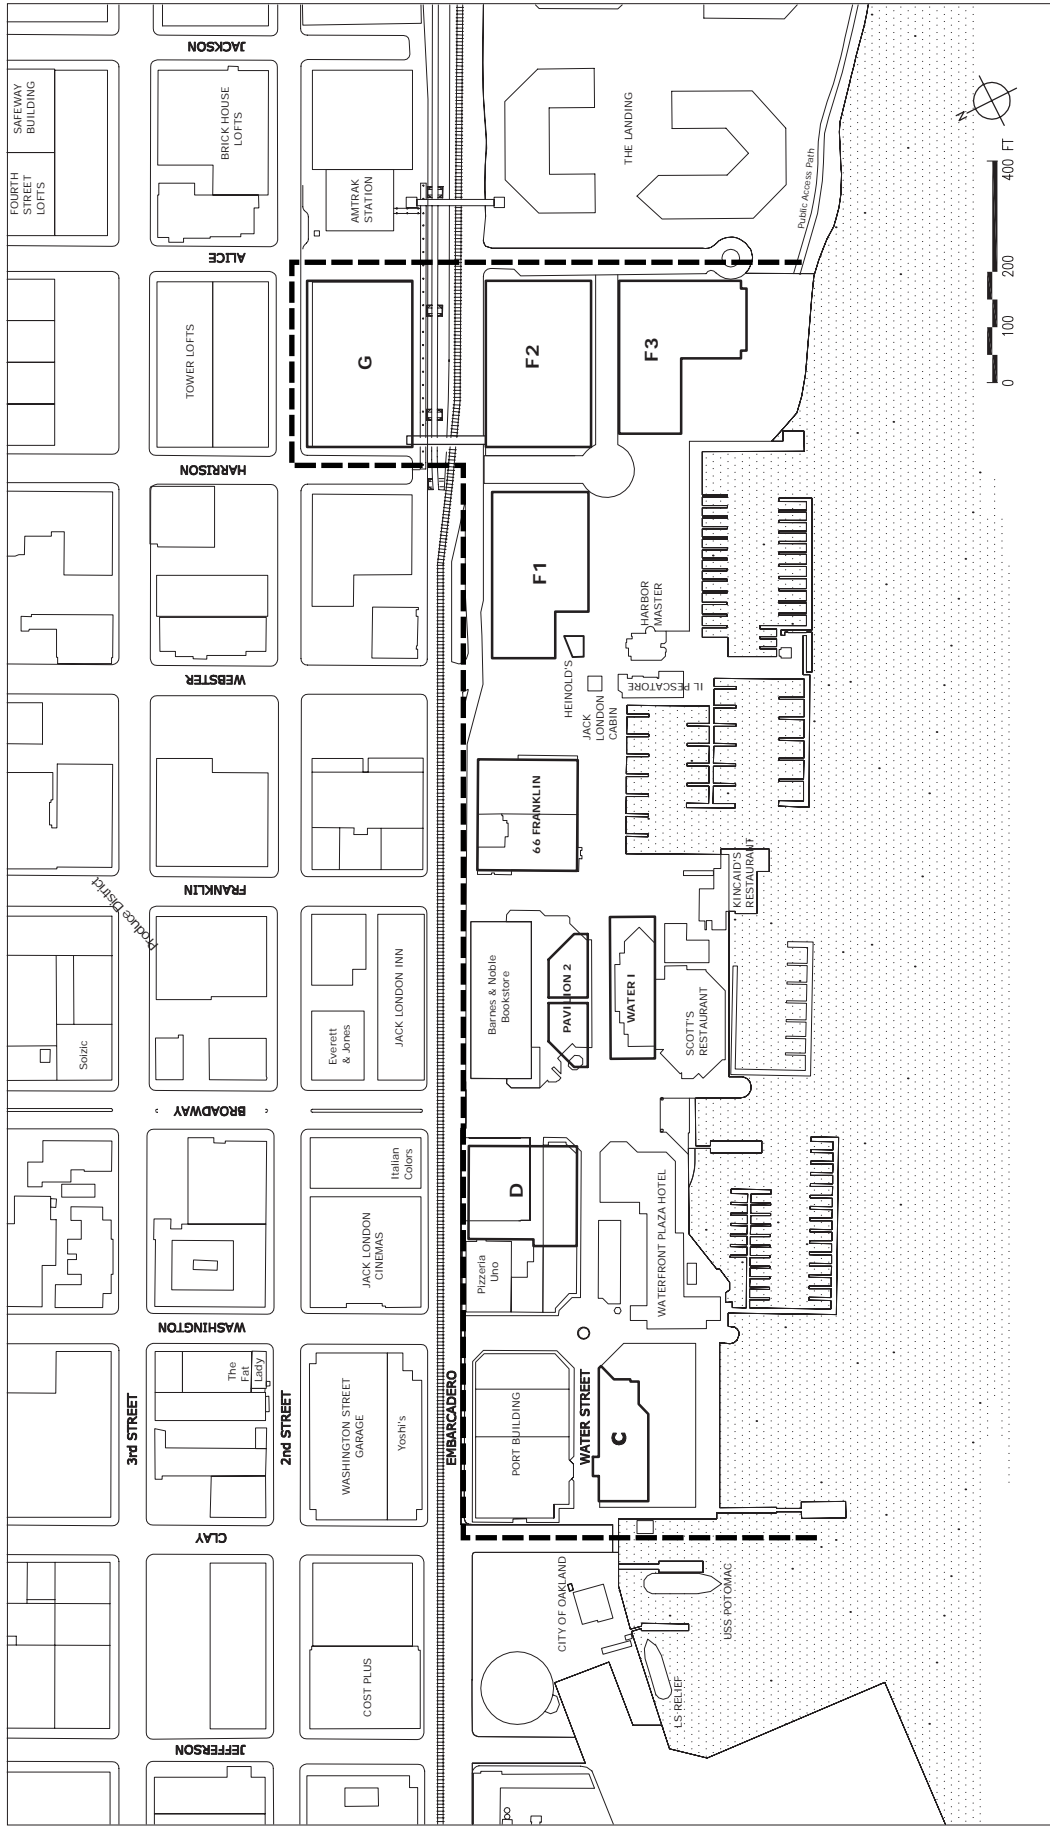 JACKSON
SAFEWAY
BUILDING
BRICK HOUSE
LOFTS
FOURTH
STREET
LOFTS
AMTRAK
STATION
THE LANDING
Public Access Path
N
0 100 200 400 FT
ALICE
TOWER LOFTS
G
F2
F3
HARRISON
F1
HARBOR
MASTER
HEINOLD'S
JACK
LONDON
CABIN
IL PESCATORE
WEBSTER
66 FRANKLIN
KINCAID'S
RESTAURANT
FRANKLIN
Produce District
Soizic
Everett
& Jones
JACK LONDON INN
Barnes & Noble
Bookstore
PAVILION 2
WATER I
SCOTT'S
RESTAURANT
BROADWAY
Italian
Colors
JACK LONDON
CINEMAS
D
Pizzeria
Uno
WATERFRONT PLAZA HOTEL
WASHINGTON
3rd STREET
The
Fat
Lady
2nd STREET
WASHINGTON STREET
GARAGE
Yoshi's
EMBARCADERO
PORT BUILDING
WATER STREET
C
CLAY
CITY OF OAKLAND
USS POTOMAC
LS RELIEF
COST PLUS
JEFFERSON